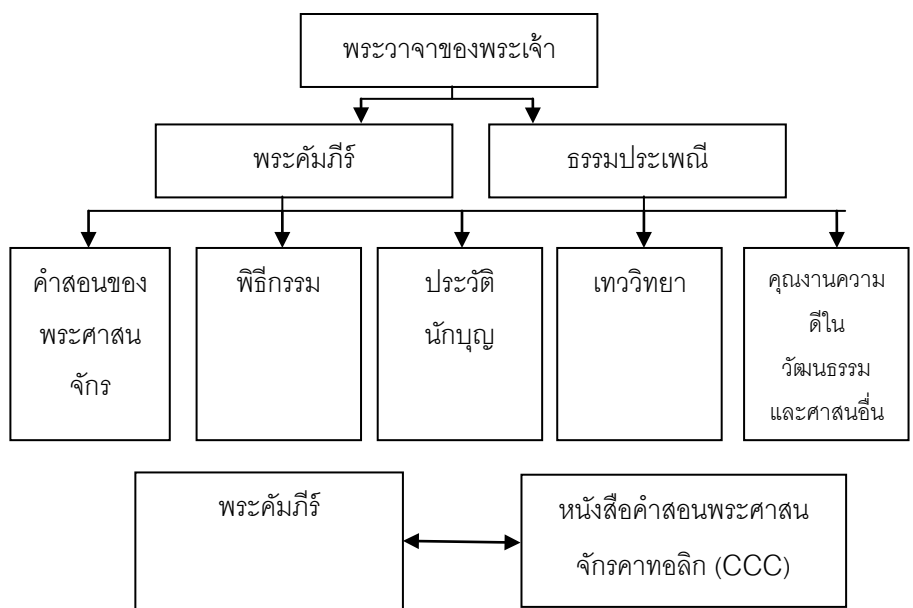 พระวาจาของพระเจ้า
พระคัมภีร์
ธรรมประเพณี
คำสอนของ
พระศาสน
จักร
พิธีกรรม
ประวัติ
นักบุญ
เทววิทยา
คุณงานความ
ดีใน
วัฒนธรรม
และศาสนอื่น
พระคัมภีร์
หนังสือคำสอนพระศาสน
จักรคาทอลิก (CCC)